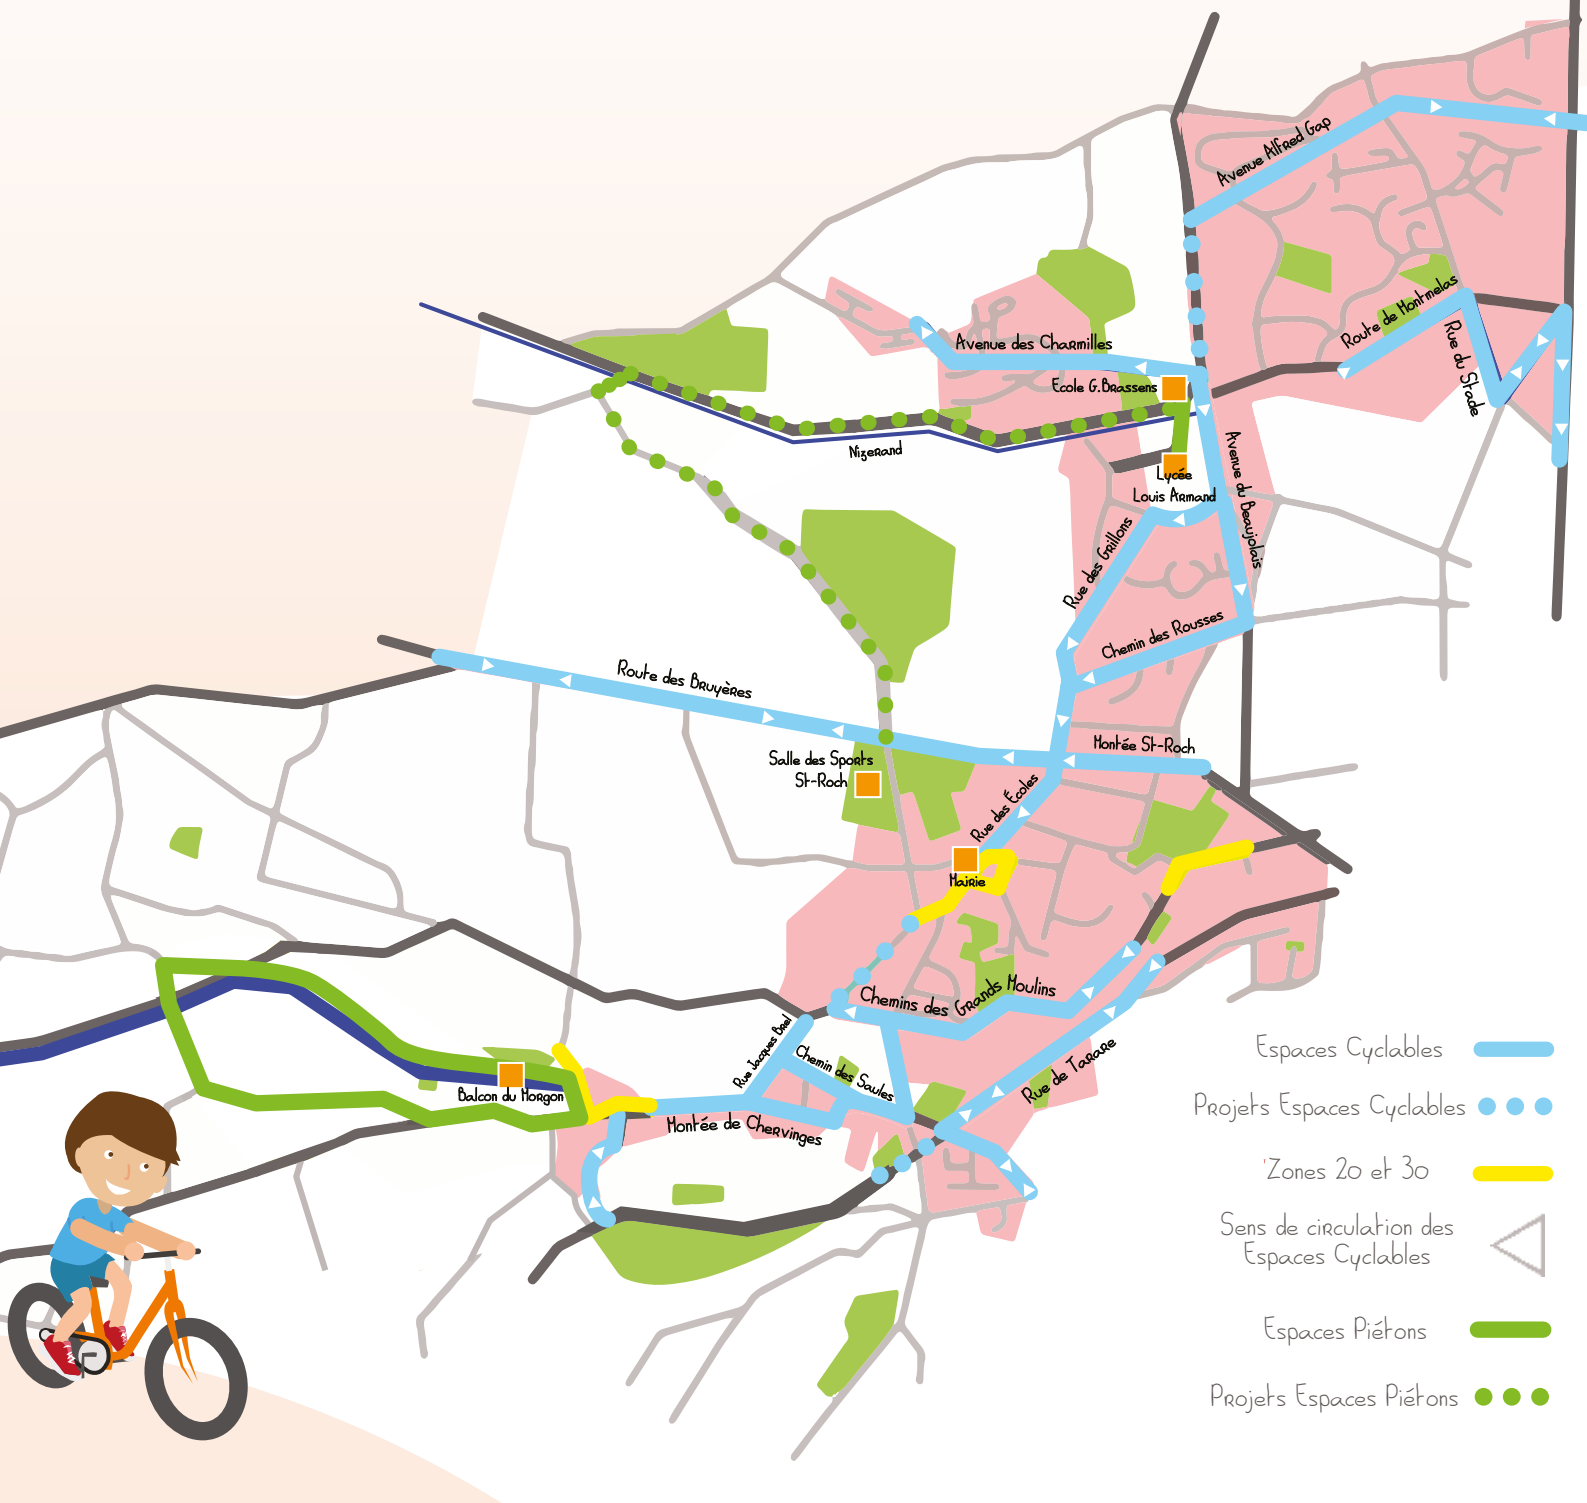 Avenue Alfred Gap
Route de Montmelas
Rue du Stade
Avenue des Charmilles
Ecole G.Brassens
Nizerand
Lycée
Louis Armand
Avenue du Beaujolais
Rue des Grillons
Chemin des Rousses
Route des Bruyères
Montée St-Roch
Salle des Sports
St-Roch
Rue des Écoles
Mairie
Chemins des Grands Moulins
Rue Jacques Brel
Chemin des Saules
Rue de Tarare
Balcon du Morgon
Montée de Chervinges
Espaces Cyclables
Projets Espaces Cyclables
Zones 20 et 30
Sens de circulation des
Espaces Cyclables
Espaces Piétons
Projets Espaces Piétons